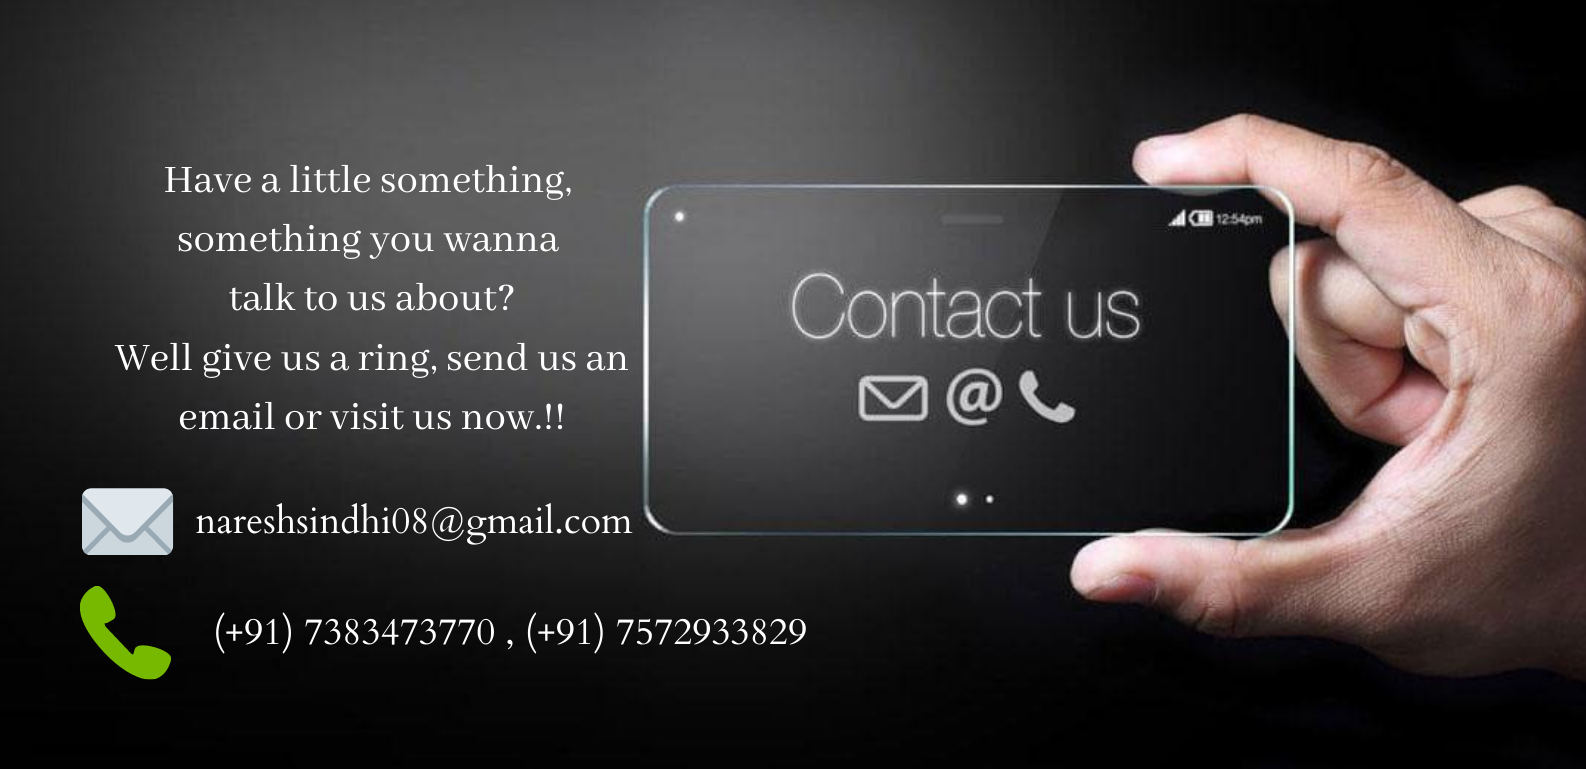 Have a little something,
something you wanna
talk to us about?
Well give us a ring, send us an
email or visit us now.!!
nareshsindhi08@gmail.com
(+91) 7383473770 , (+91) 7572933829
12:54pm
Contact us
@